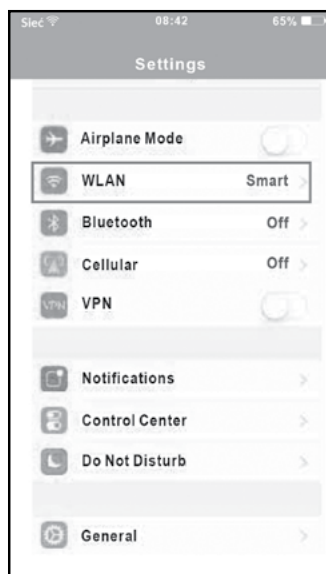 Sieć 08:42 65%
Settings
Airplane Mode
WLAN Smart
Bluetooth Off
Cellular Off
VPN VPN
Notifications
Control Center
Do Not Disturb
General